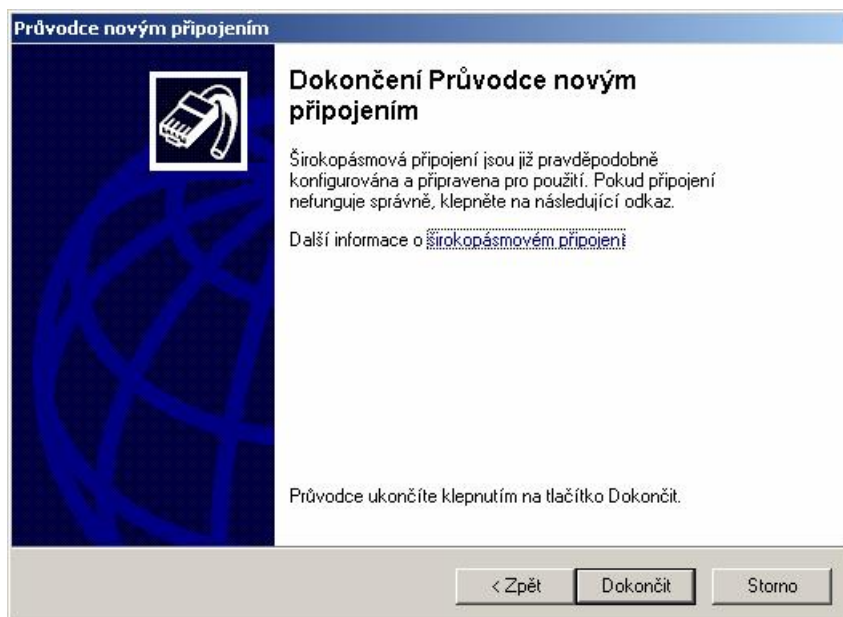 Průvodce novým připojením
Dokončení Průvodce novým
připojením
Širokopásmová připojení jsou již pravděpodobně
konfigurována a připravena pro použití. Pokud připojení
nefunguje správně, klepněte na následující odkaz.
Další informace o širokopásmovém připojení
Průvodce ukončíte klepnutím na tlačítko Dokončit.
< Zpět
Dokončit
Storno